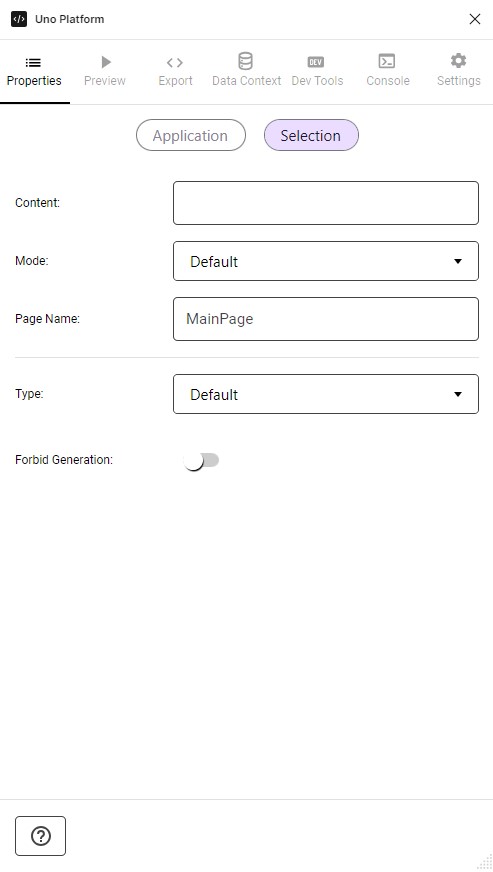 Uno Platform
Properties Preview Export Data Context Dev Tools Console Settings
DEV
Application Selection
Content:
Mode: Default
Page Name: MainPage
Type: Default
Forbid Generation: